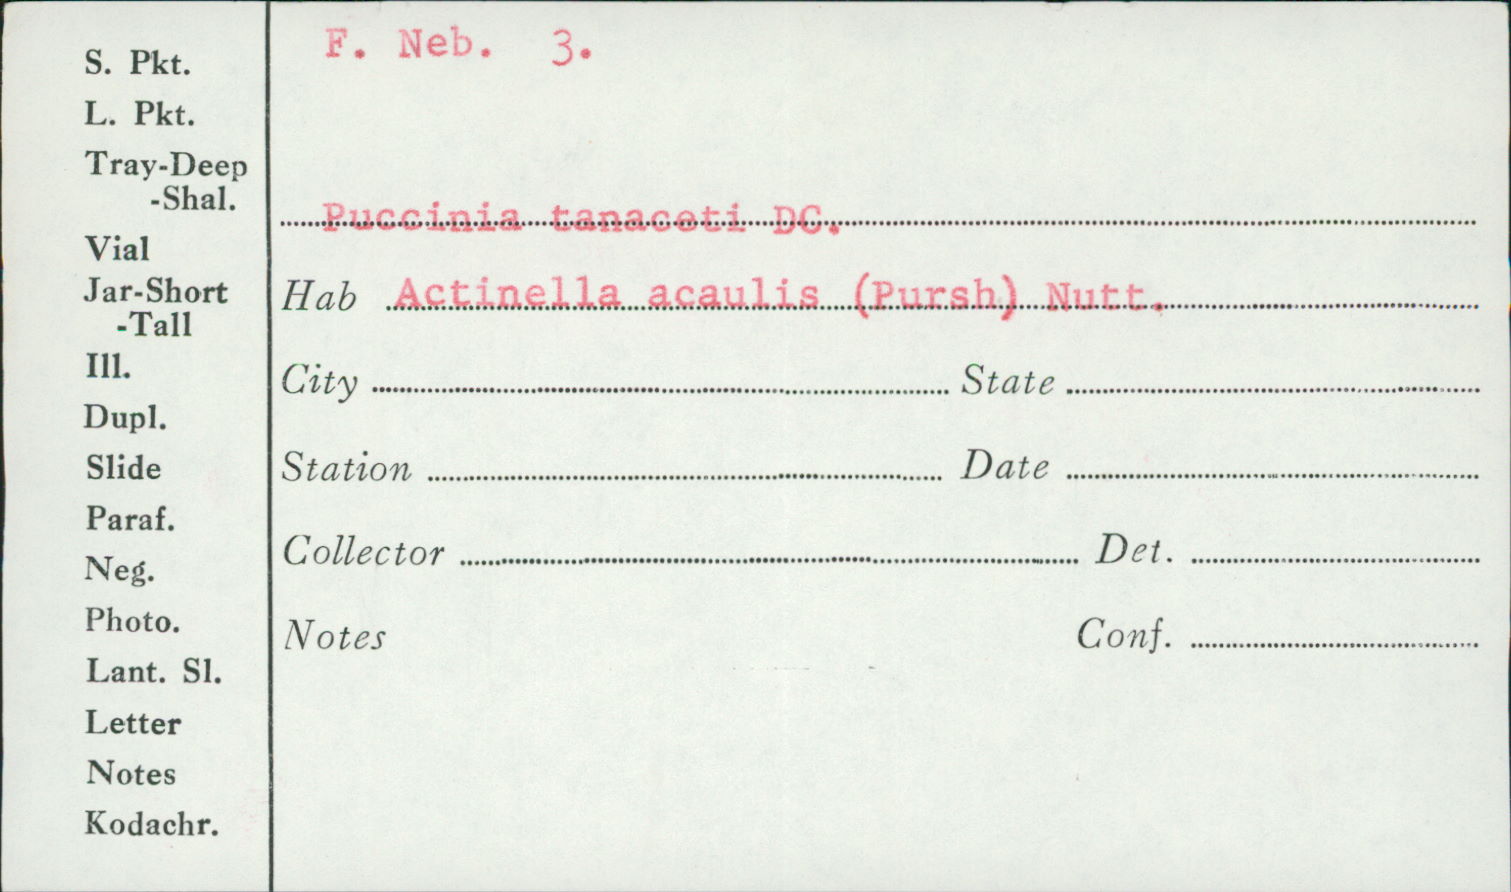 S. Pkt.
L. Pkt.
Tray-Deep
-Shal.
Vial
Jar-Short
-Tall
Ill.
Dupl.
Slide
Paraf.
Neg.
Photo.
Lant. Sl.
Letter
Notes
Kodachr.
F. Neb. 3.
Puccinia tanaceti DC.
Hab Actinella acaulis (Pursh) Nutt.
City State
Station Date
Collector Det.
Notes Conf.